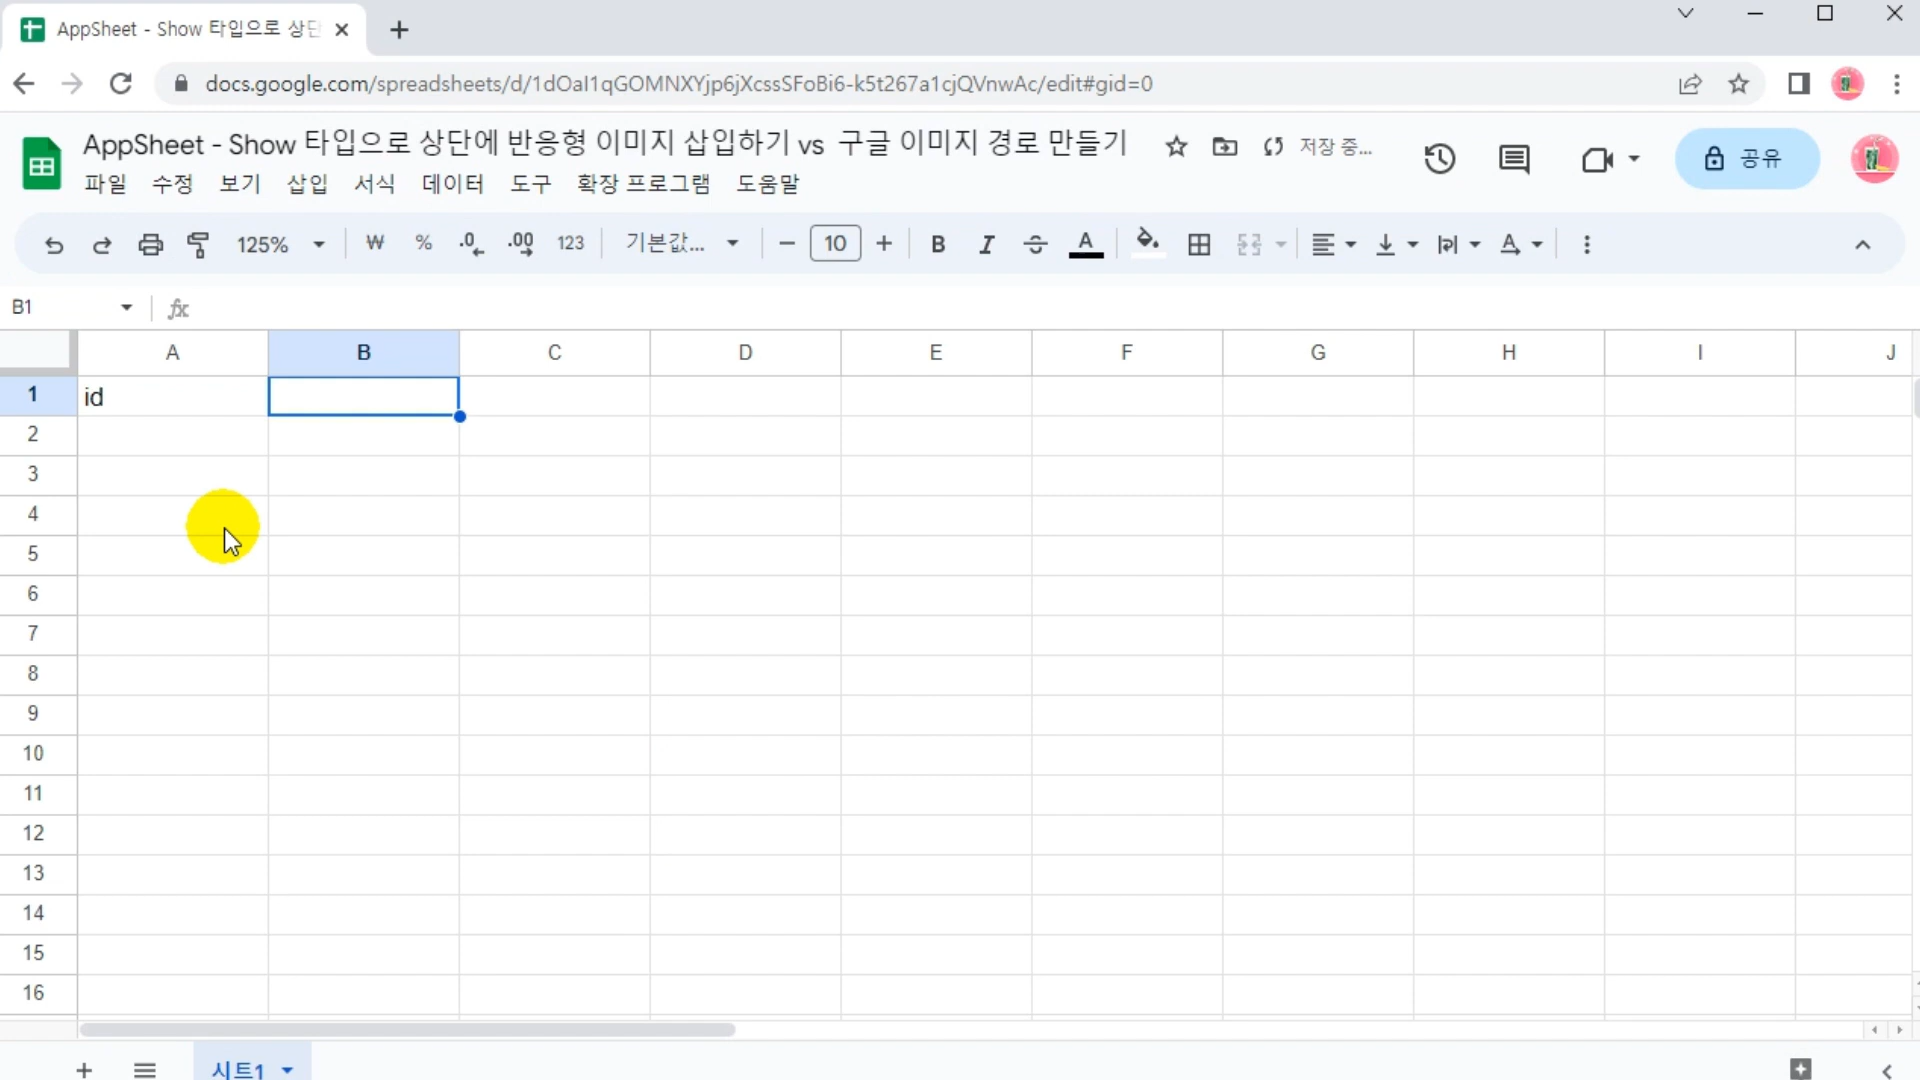 AppSheet - Show 타입으로 상단
docs.google.com/spreadsheets/d/1dOaI1qGOMNXYjp6jXcssSFoBi6-k5t267a1cjQVnwAc/edit#gid=0
AppSheet - Show 타입으로 상단에 반응형 이미지 삽입하기 vs 구글 이미지 경로 만들기
저장 중...
파일 수정 보기 삽입 서식 데이터 도구 확장 프로그램 도움말
공유
125% ₩ % .0 .00 123 기본값... 10 B I A A
B1 fx
A B C D E F G H I J
1 id
2
3
4
5
6
7
8
9
10
11
12
13
14
15
16
시트1